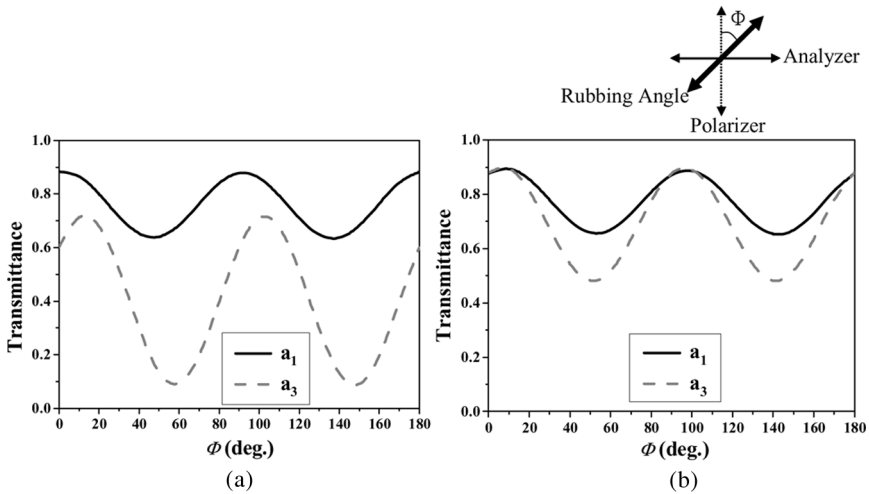 Φ
Analyzer
Rubbing Angle
Polarizer
1.0
0.8
0.6
0.4
0.2
0.0
Transmittance
a1
a3
0 20 40 60 80 100 120 140 160 180
Φ (deg.)
(a)
1.0
0.8
0.6
0.4
0.2
0.0
Transmittance
a1
a3
0 20 40 60 80 100 120 140 160 180
Φ (deg.)
(b)